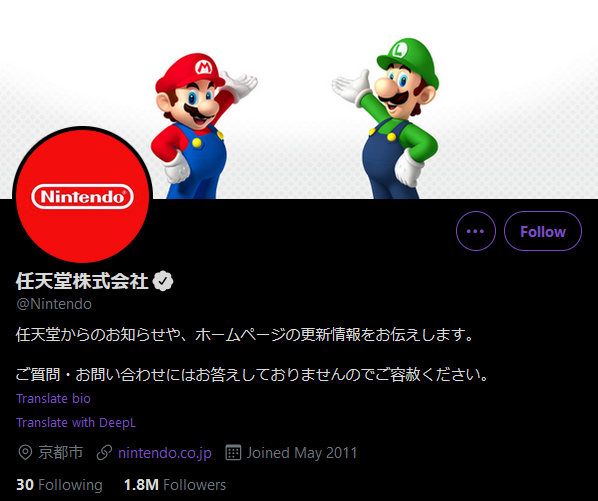 M
L
Nintendo®
Follow
任天堂株式会社
@Nintendo
任天堂からのお知らせや、ホームページの更新情報をお伝えします。
ご質問・お問い合わせにはお答えしておりませんのでご容赦ください。
Translate bio
Translate with DeepL
京都市 nintendo.co.jp Joined May 2011
30 Following 1.8M Followers